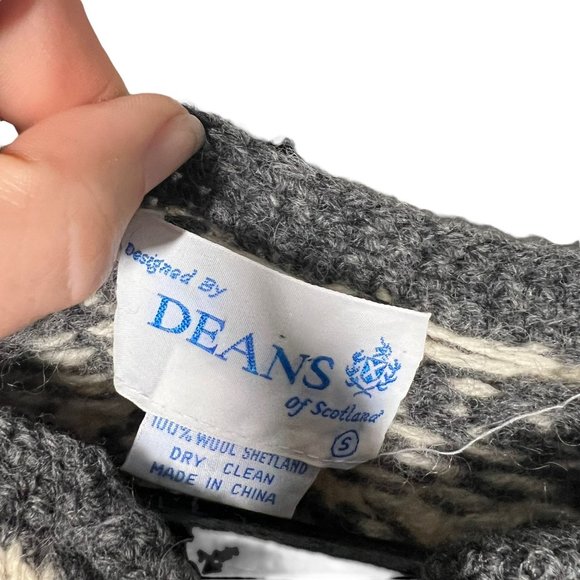 Designed By
DEANS
of Scotland
S
100% WOOL SHETLAND
DRY CLEAN
MADE IN CHINA